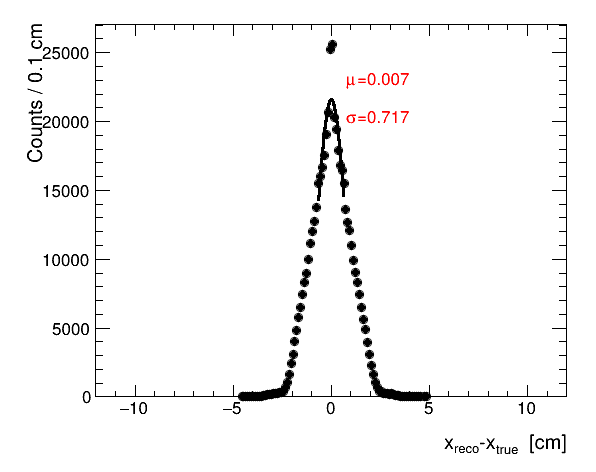 Counts / 0.1 cm
25000
20000
15000
10000
5000
0
μ=0.007
σ=0.717
−10 −5 0 5 10
x_reco-x_true [cm]